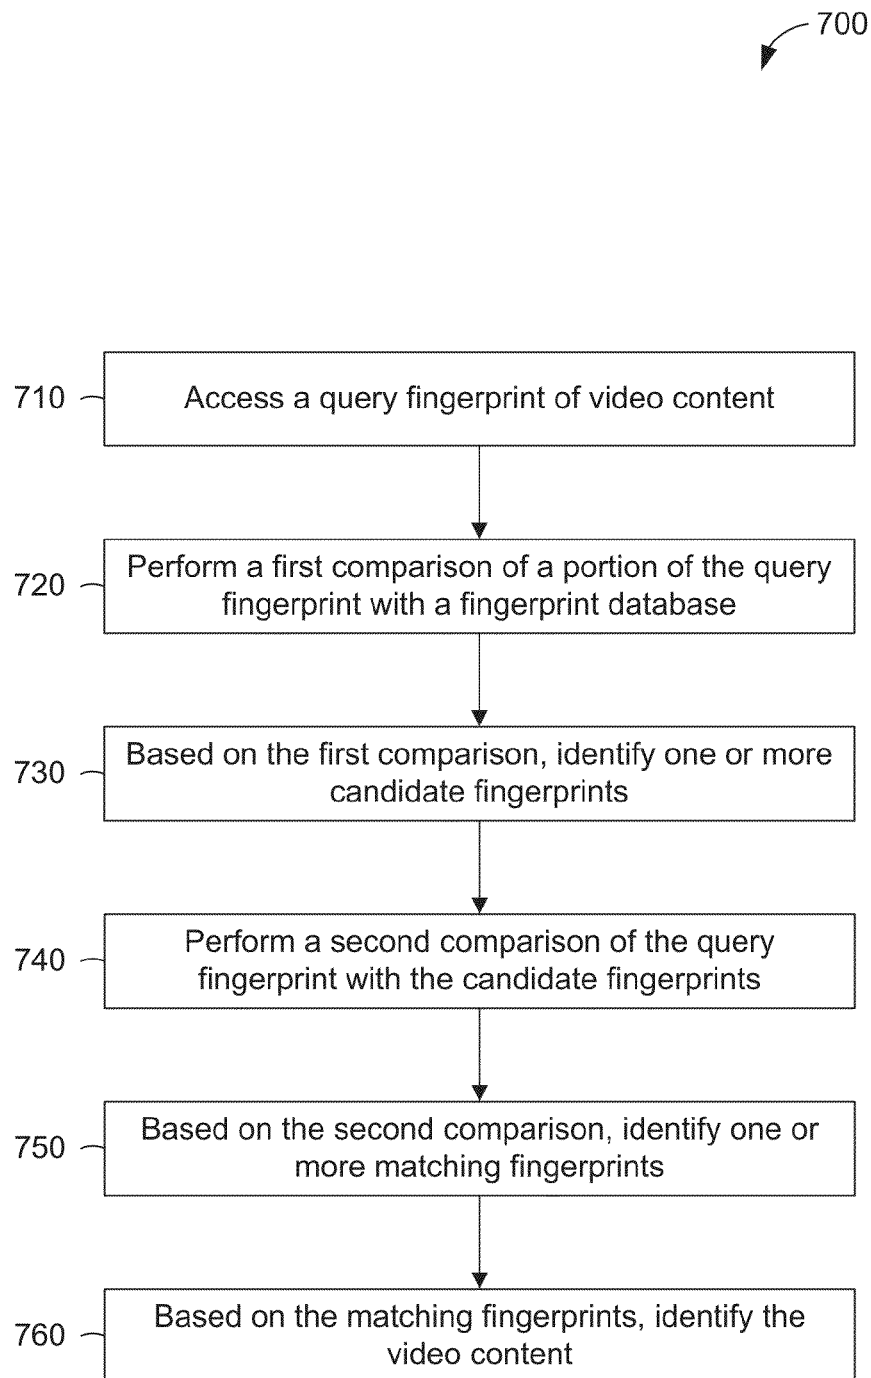 700
710
Access a query fingerprint of video content
720
Perform a first comparison of a portion of the query
fingerprint with a fingerprint database
730
Based on the first comparison, identify one or more
candidate fingerprints
740
Perform a second comparison of the query
fingerprint with the candidate fingerprints
750
Based on the second comparison, identify one or
more matching fingerprints
760
Based on the matching fingerprints, identify the
video content